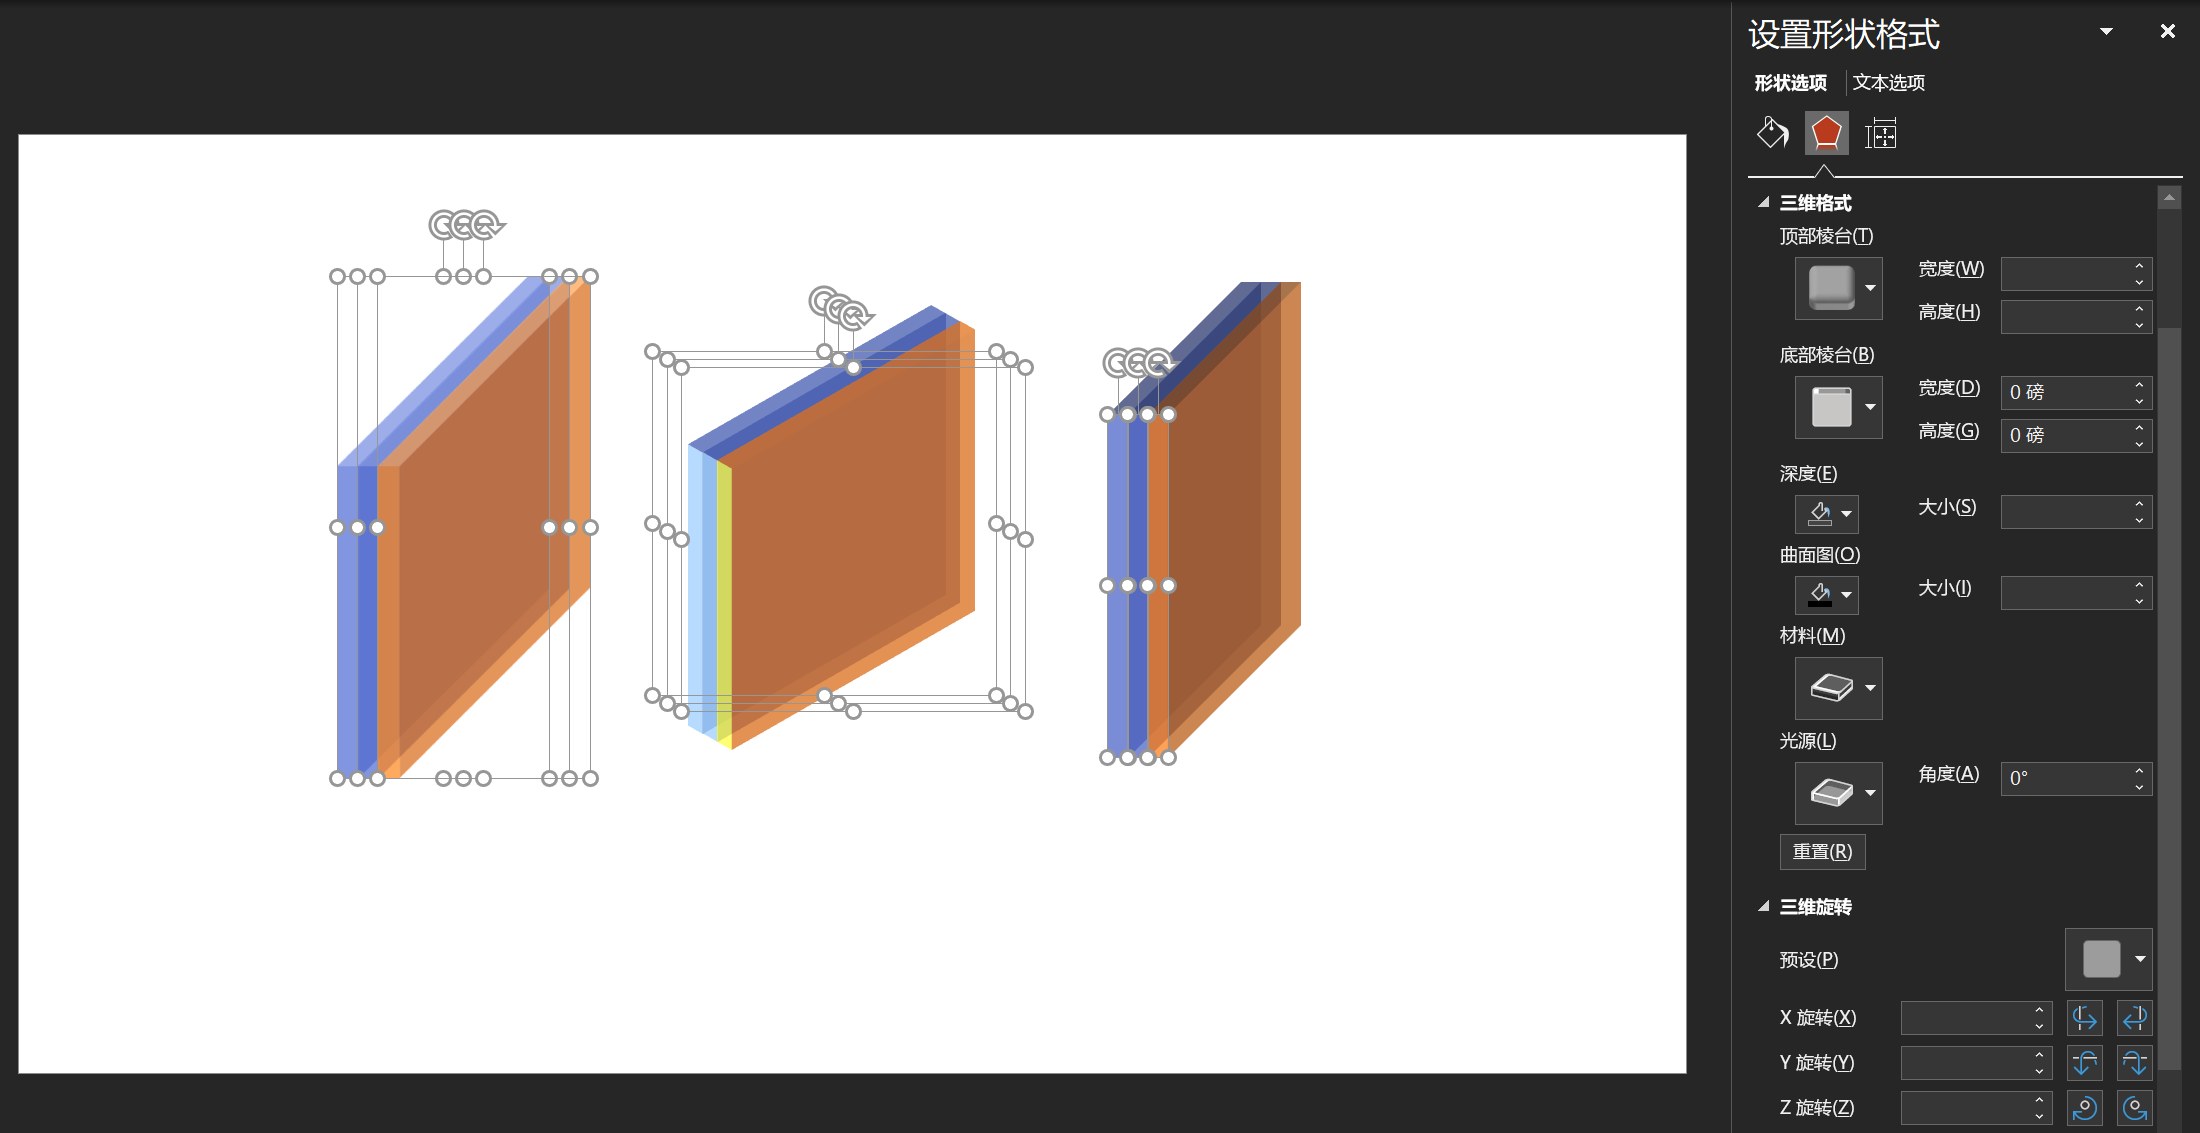 设置形状格式
形状选项 文本选项
三维格式
顶部棱台(T)
宽度(W)
高度(H)
底部棱台(B)
宽度(D) 0 磅
高度(G) 0 磅
深度(E)
大小(S)
曲面图(O)
大小(I)
材料(M)
光源(L)
角度(A) 0°
重置(R)
三维旋转
预设(P)
X 旋转(X)
Y 旋转(Y)
Z 旋转(Z)